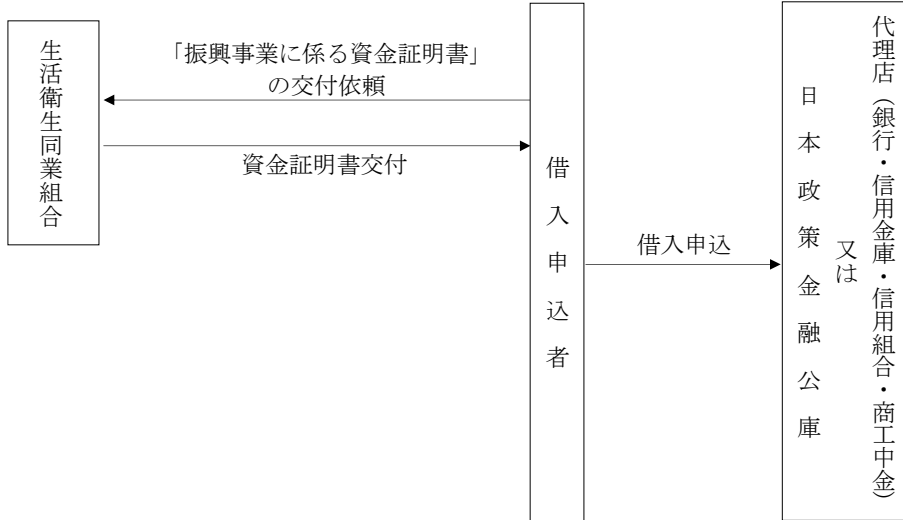 生活衛生同業組合
「振興事業に係る資金証明書」
の交付依頼
資金証明書交付
借入申込者
借入申込
日本政策金融公庫
又は
代理店（銀行・信用金庫・信用組合・商工中金）